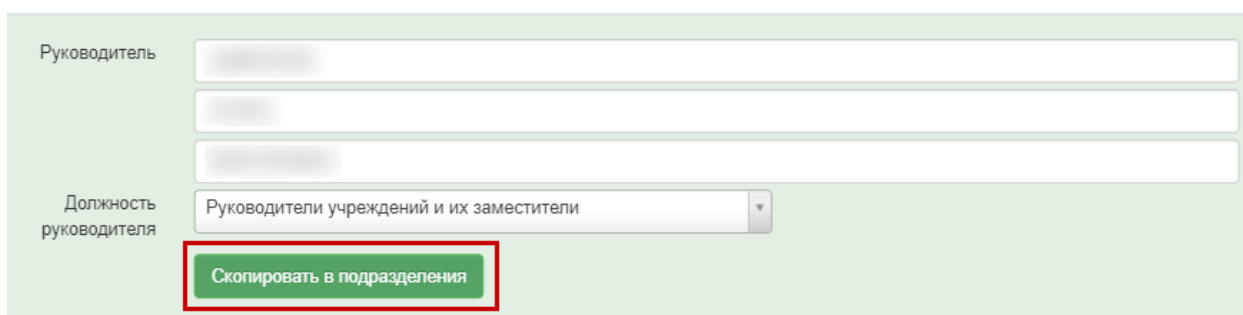 Руководитель
Должность
руководителя
Руководители учреждений и их заместители
Скопировать в подразделения